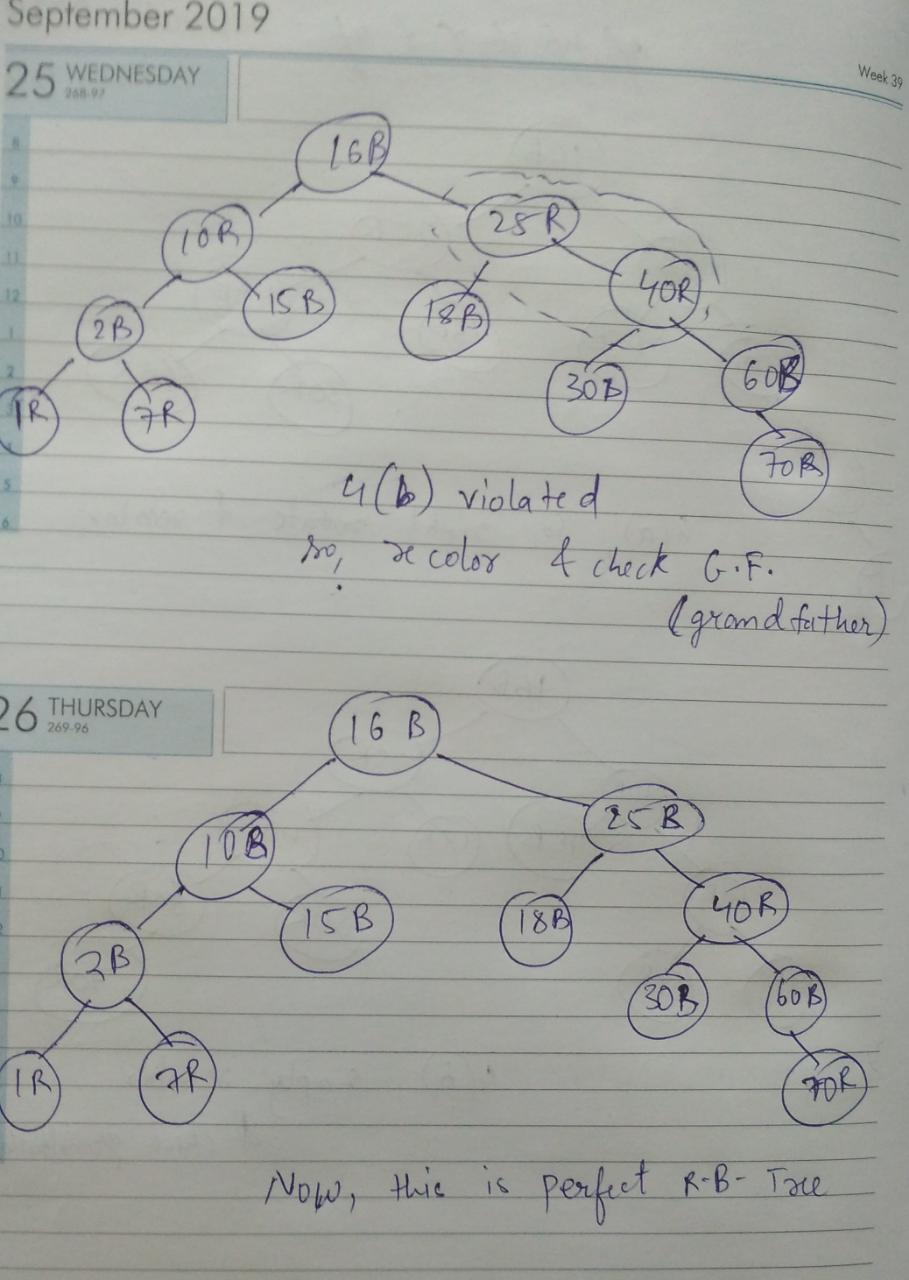 September 2019
25 WEDNESDAY
268-97
Week 39
8
16B
9
10
25R
10R
11
40R
12
15B
18B
2B
1
2
60B
30B
1R
7R
70R
4(b) violated
5
so, recolor & check G.F.
6
(grandfather)
26 THURSDAY
269-96
16 B
25 B
10B
40R
15B
18B
2B
30B
60B
1R
7R
70R
Now, this is perfect R-B- Tree